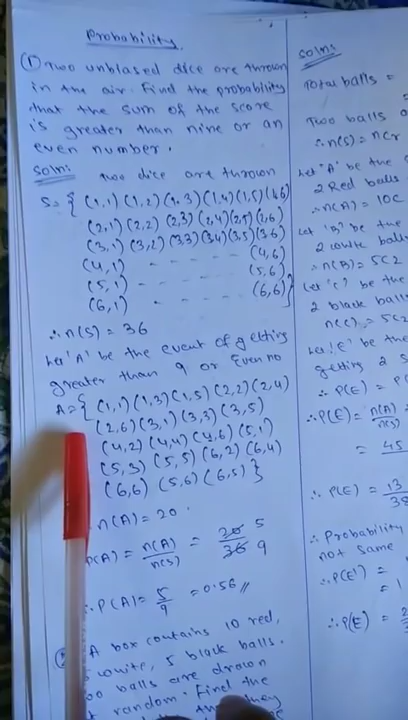 Probability.
① Two unbiased dice are thrown
in the air. Find the probability
that the sum of the score
is greater than nine or an
even number.
Soln: Two dice are thrown
S = { (1,1) (1,2) (1,3) (1,4) (1,5) (1,6)
(2,1) (2,2) (2,3) (2,4) (2,5) (2,6)
(3,1) (3,2) (3,3) (3,4) (3,5) (3,6)
(4,1) - - - - - (4,6)
(5,1) - - - - - (5,6)
(6,1) - - - - - (6,6) }
∴ n(S) = 36
Let 'A' be the event of getting
greater than 9 or Even no
A = { (1,1) (1,3) (1,5) (2,2) (2,4)
(2,6) (3,1) (3,3) (3,5)
(4,2) (4,4) (4,6) (5,1)
(5,3) (5,5) (6,2) (6,4)
(6,6) (5,6) (6,5) }
n(A) = 20
P(A) = n(A)/n(S) = 20/36 5/9
∴ P(A) = 5/9 = 0.56 //
A box contains 10 red,
white, 5 black balls.
balls are drawn
random. Find the
Soln:
Total balls =
Two balls
∴ n(S) = nCr
Let 'A' be the
2 Red balls
∴ n(A) = 10C
Let 'B' be the
2 white ball
∴ n(B) = 5C2
Let 'C' be the
2 black balls
n(C) = 5C2
Let 'E' be the
getting 2
∴ P(E) = P(
∴ P(E) = n(A)/n(S)
= 45
∴ P(E) = 13/38
∴ Probability
not same
∴ P(E') =
= 1
∴ P(E) = 2